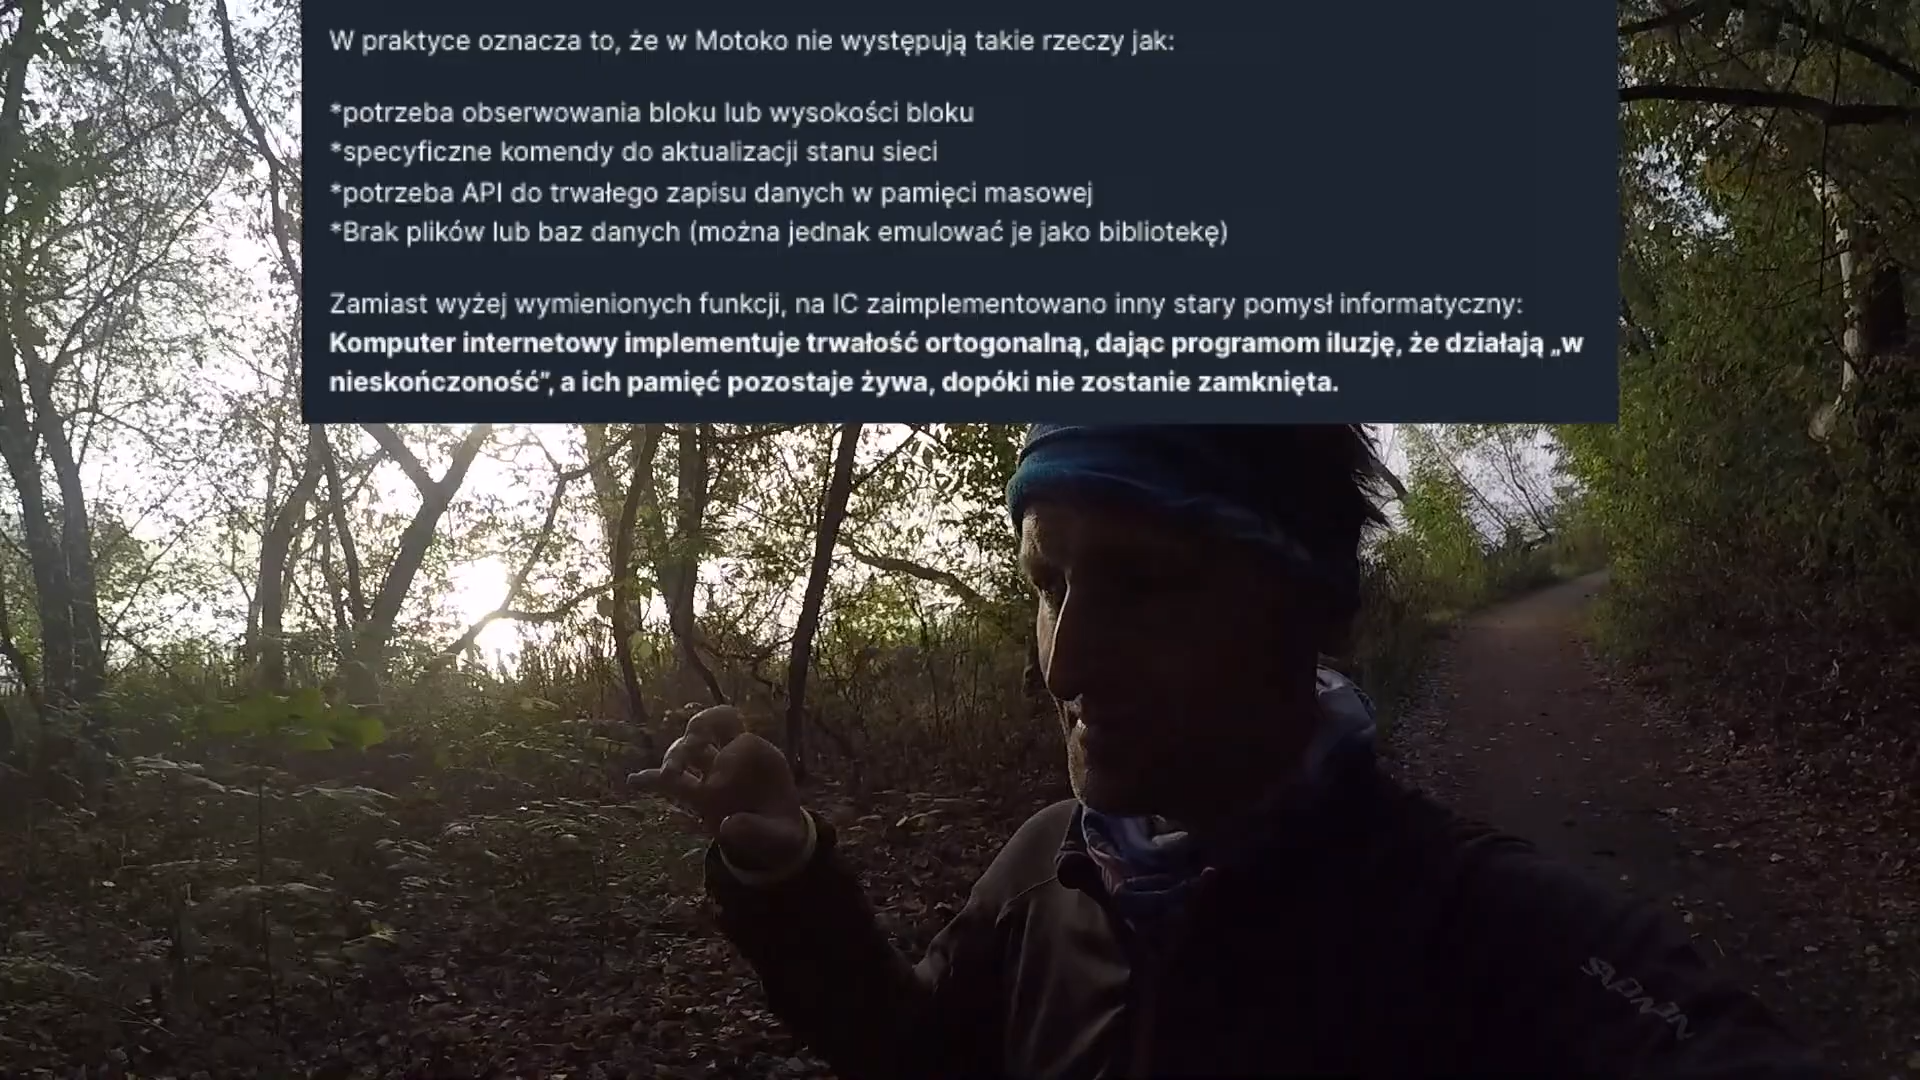 W praktyce oznacza to, że w Motoko nie występują takie rzeczy jak:
*potrzeba obserwowania bloku lub wysokości bloku
*specyficzne komendy do aktualizacji stanu sieci
*potrzeba API do trwałego zapisu danych w pamięci masowej
*Brak plików lub baz danych (można jednak emulować je jako bibliotekę)
Zamiast wyżej wymienionych funkcji, na IC zaimplementowano inny stary pomysł informatyczny:
Komputer internetowy implementuje trwałość ortogonalną, dając programom iluzję, że działają „w
nieskończoność”, a ich pamięć pozostaje żywa, dopóki nie zostanie zamknięta.